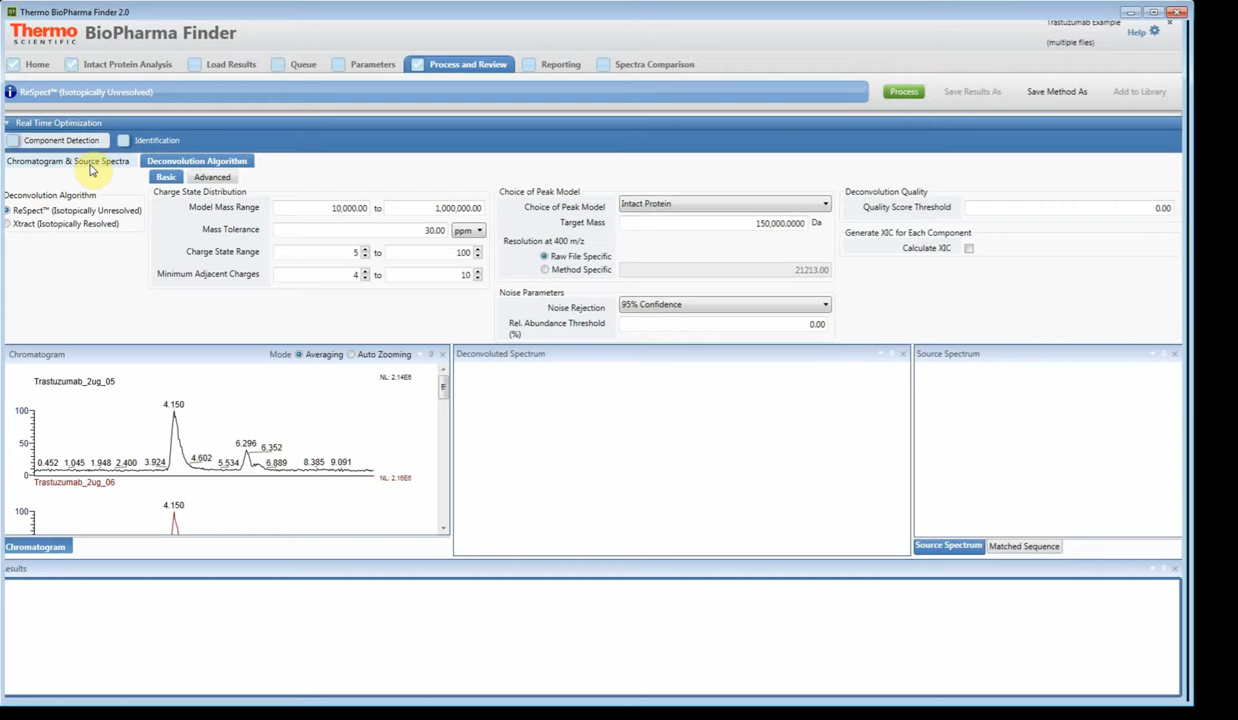 Thermo BioPharma Finder 2.0
Thermo SCIENTIFIC BioPharma Finder
Trastuzumab Example
(multiple files)
Help
Home Intact Protein Analysis Load Results Queue Parameters Process and Review Reporting Spectra Comparison
ReSpect™ (Isotopically Unresolved) Process Save Results As Save Method As Add to Library
Real Time Optimization
Component Detection Identification
Chromatogram & Source Spectra Deconvolution Algorithm
Basic Advanced
Deconvolution Algorithm
ReSpect™ (Isotopically Unresolved)
Xtract (Isotopically Resolved)
Charge State Distribution
Model Mass Range 10,000.00 to 1,000,000.00
Mass Tolerance 30.00 ppm
Charge State Range 5 to 100
Minimum Adjacent Charges 4 to 10
Choice of Peak Model
Choice of Peak Model Intact Protein
Target Mass 150,000.0000 Da
Resolution at 400 m/z
Raw File Specific
Method Specific 21213.00
Noise Parameters
Noise Rejection 95% Confidence
Rel. Abundance Threshold (%) 0.00
Deconvolution Quality
Quality Score Threshold 0.00
Generate XIC for Each Component
Calculate XIC
Chromatogram Mode Averaging Auto Zooming
Trastuzumab_2ug_05 NL: 2.14E6
100
50
0
4.150
6.296 6.352
0.452 1.045 1.948 2.400 3.924 4.602 5.534 6.889 8.385 9.091
Trastuzumab_2ug_06 NL: 2.16E6
4.150
100
Chromatogram
Deconvoluted Spectrum
Source Spectrum
Source Spectrum Matched Sequence
esults